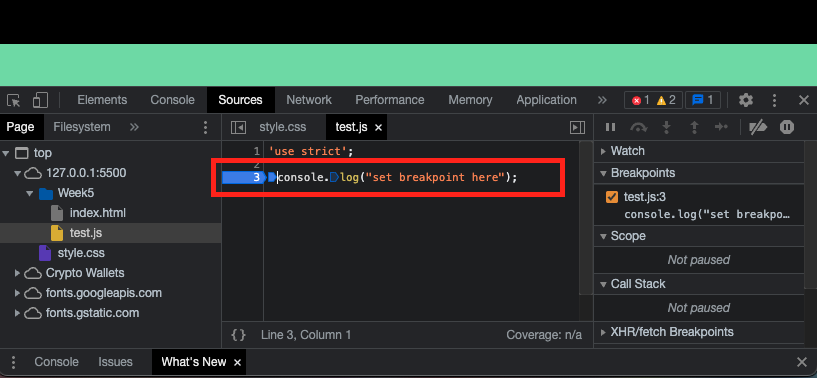 Elements Console Sources Network Performance Memory Application » 1 2 1
Page Filesystem » style.css test.js ×
top
127.0.0.1:5500
Week5
index.html
test.js
style.css
Crypto Wallets
fonts.googleapis.com
fonts.gstatic.com
1 'use strict';
2
3 console.log("set breakpoint here");
{} Line 3, Column 1 Coverage: n/a
Watch
Breakpoints
test.js:3
console.log("set breakpo…
Scope
Not paused
Call Stack
Not paused
XHR/fetch Breakpoints
Console Issues What's New ×